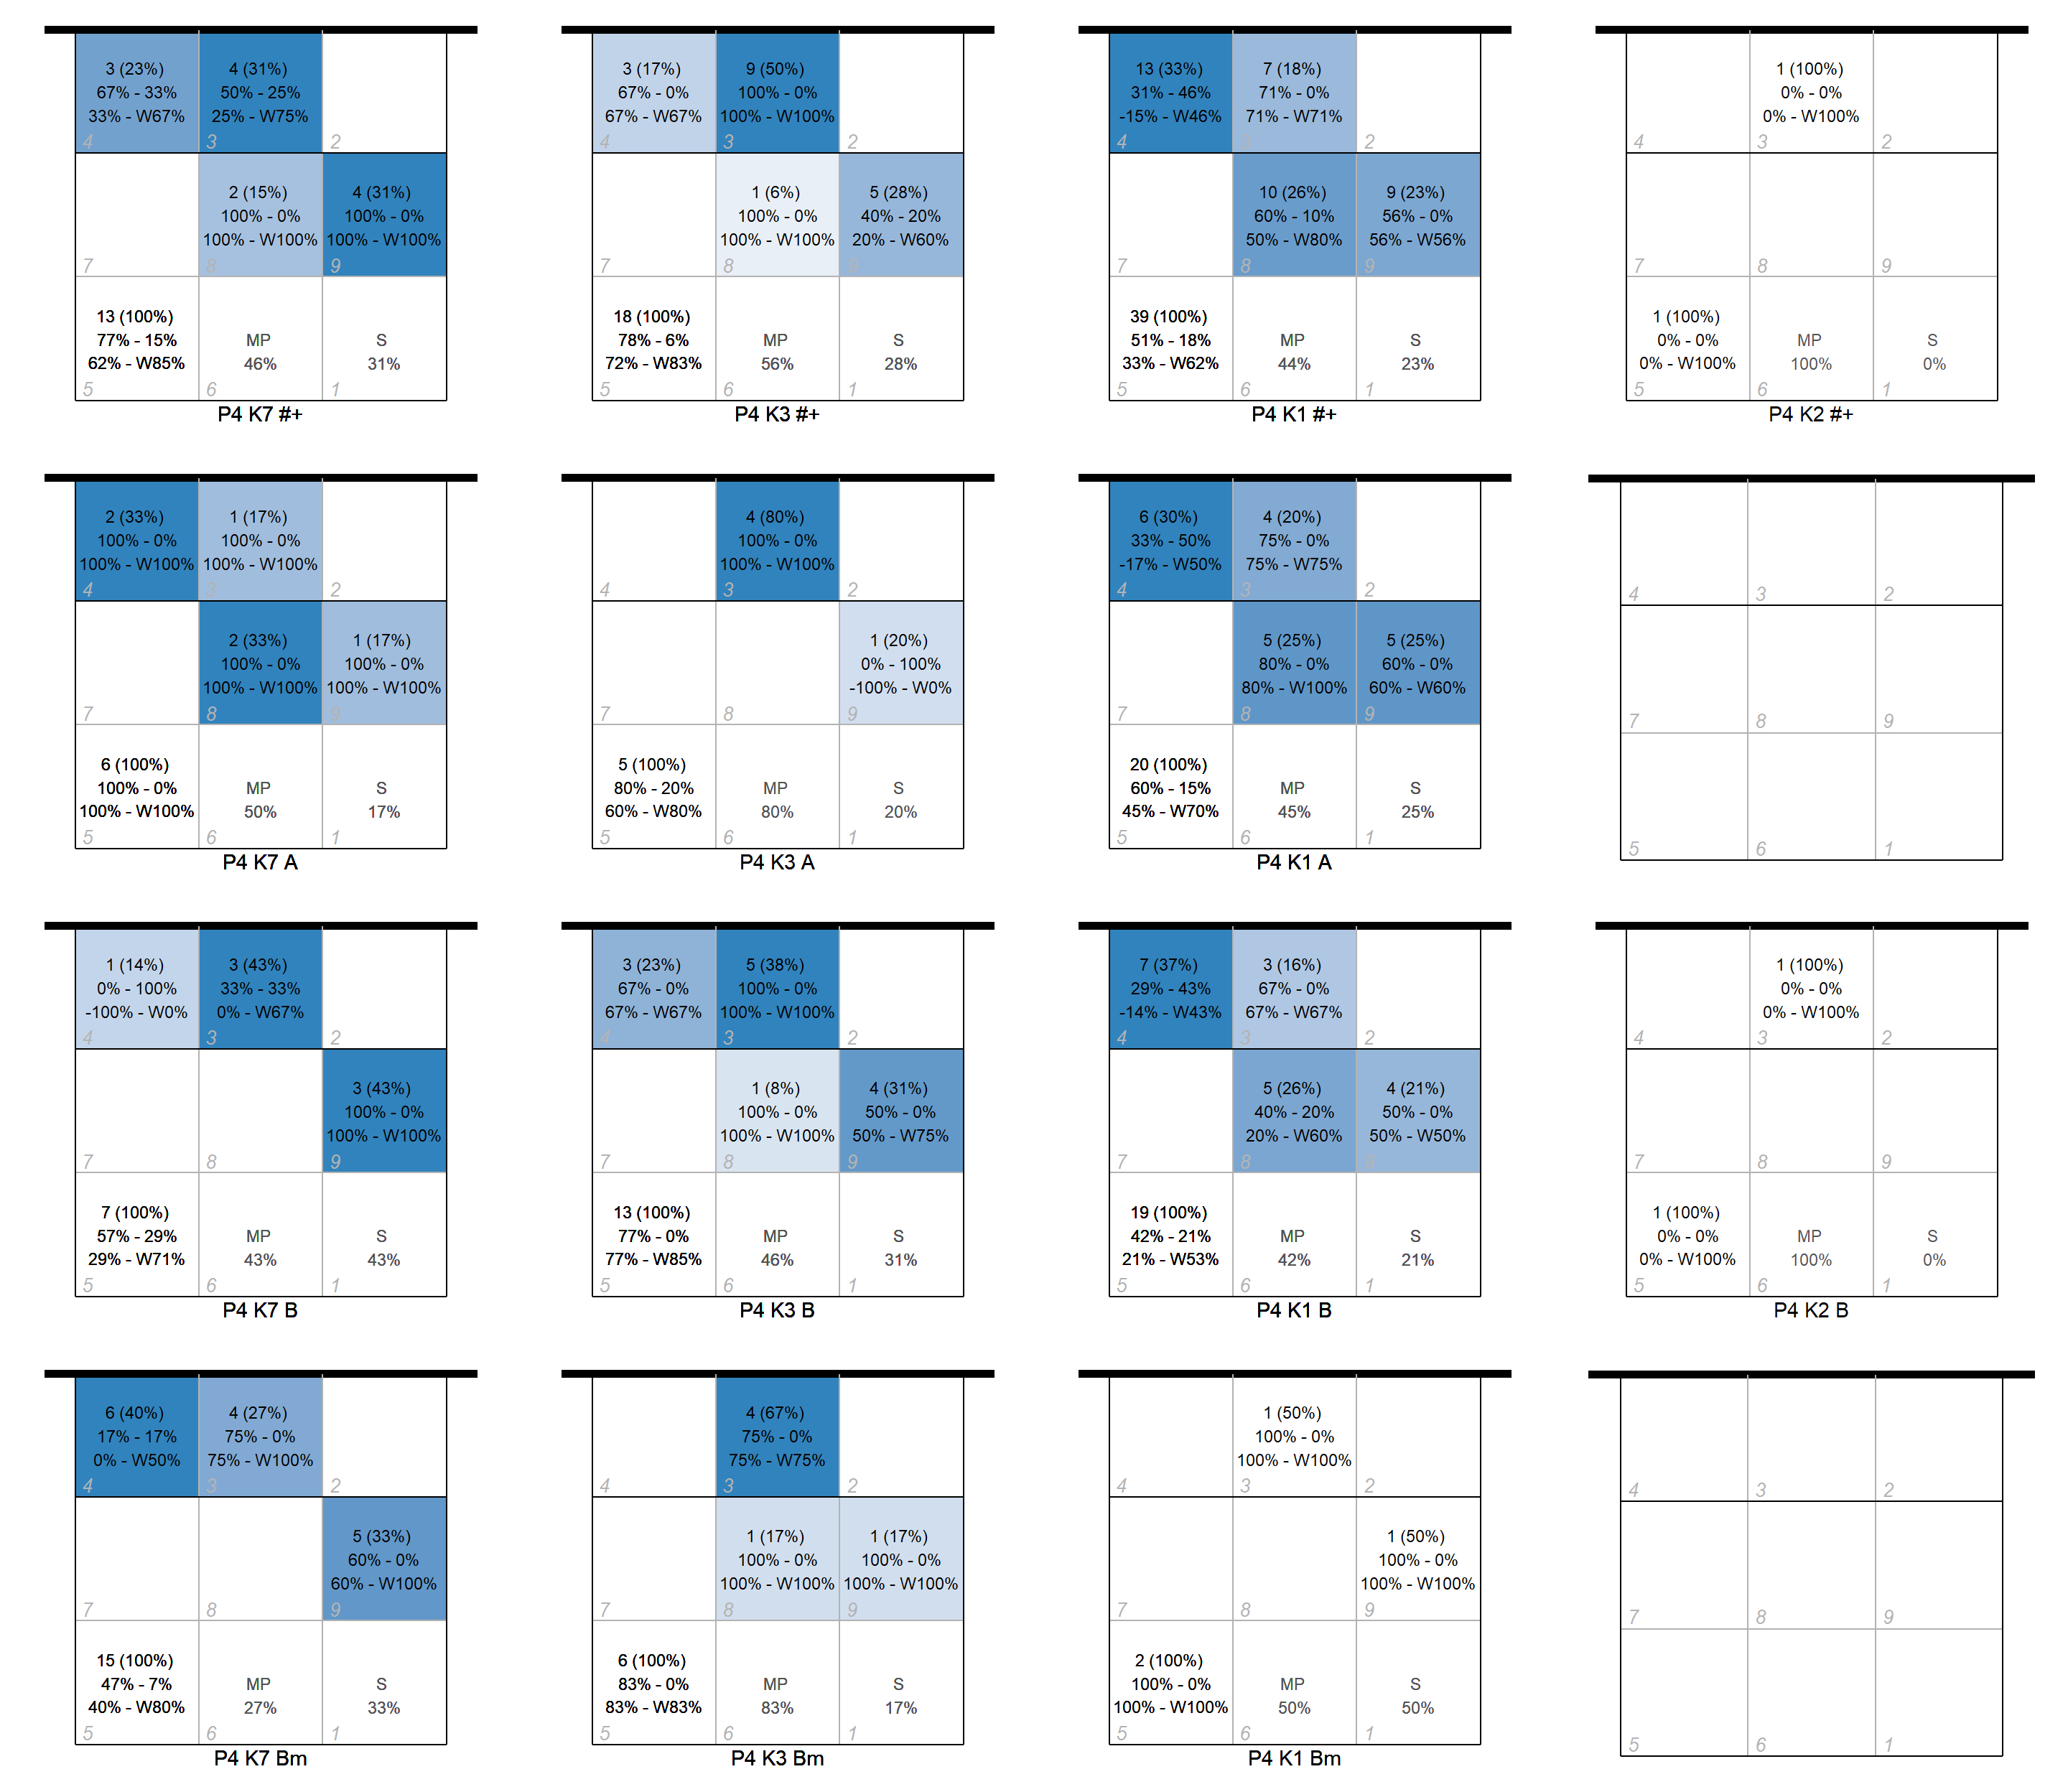 3 (23%)
67% - 33%
33% - W67%
4
4 (31%)
50% - 25%
25% - W75%
3
2
7
2 (15%)
100% - 0%
100% - W100%
8
4 (31%)
100% - 0%
100% - W100%
9
13 (100%)
77% - 15%
62% - W85%
5
MP
46%
6
S
31%
1
P4 K7 #+
3 (17%)
67% - 0%
67% - W67%
4
9 (50%)
100% - 0%
100% - W100%
3
2
7
1 (6%)
100% - 0%
100% - W100%
8
5 (28%)
40% - 20%
20% - W60%
9
18 (100%)
78% - 6%
72% - W83%
5
MP
56%
6
S
28%
1
P4 K3 #+
13 (33%)
31% - 46%
-15% - W46%
4
7 (18%)
71% - 0%
71% - W71%
2
7
10 (26%)
60% - 10%
50% - W80%
8
9 (23%)
56% - 0%
56% - W56%
9
39 (100%)
51% - 18%
33% - W62%
5
MP
44%
6
S
23%
1
P4 K1 #+
4
1 (100%)
0% - 0%
0% - W100%
3
2
7
8
9
1 (100%)
0% - 0%
0% - W100%
5
MP
100%
6
S
0%
1
P4 K2 #+
2 (33%)
100% - 0%
100% - W100%
4
1 (17%)
100% - 0%
100% - W100%
3
2
7
2 (33%)
100% - 0%
100% - W100%
8
1 (17%)
100% - 0%
100% - W100%
9
6 (100%)
100% - 0%
100% - W100%
5
MP
50%
6
S
17%
1
P4 K7 A
4
4 (80%)
100% - 0%
100% - W100%
3
2
7
8
1 (20%)
0% - 100%
-100% - W0%
9
5 (100%)
80% - 20%
60% - W80%
5
MP
80%
6
S
20%
1
P4 K3 A
6 (30%)
33% - 50%
-17% - W50%
4
4 (20%)
75% - 0%
75% - W75%
3
2
7
5 (25%)
80% - 0%
80% - W100%
8
5 (25%)
60% - 0%
60% - W60%
9
20 (100%)
60% - 15%
45% - W70%
5
MP
45%
6
S
25%
1
P4 K1 A
4
3
2
7
8
9
5
6
1
1 (14%)
0% - 100%
-100% - W0%
4
3 (43%)
33% - 33%
0% - W67%
3
2
7
8
3 (43%)
100% - 0%
100% - W100%
9
7 (100%)
57% - 29%
29% - W71%
5
MP
43%
6
S
43%
1
P4 K7 B
3 (23%)
67% - 0%
67% - W67%
4
5 (38%)
100% - 0%
100% - W100%
3
2
7
1 (8%)
100% - 0%
100% - W100%
8
4 (31%)
50% - 0%
50% - W75%
9
13 (100%)
77% - 0%
77% - W85%
5
MP
46%
6
S
31%
1
P4 K3 B
7 (37%)
29% - 43%
-14% - W43%
4
3 (16%)
67% - 0%
67% - W67%
3
2
7
5 (26%)
40% - 20%
20% - W60%
8
4 (21%)
50% - 0%
50% - W50%
19 (100%)
42% - 21%
21% - W53%
5
MP
42%
6
S
21%
1
P4 K1 B
4
1 (100%)
0% - 0%
0% - W100%
3
2
7
8
9
1 (100%)
0% - 0%
0% - W100%
5
MP
100%
6
S
0%
1
P4 K2 B
6 (40%)
17% - 17%
0% - W50%
4
4 (27%)
75% - 0%
75% - W100%
3
2
7
8
5 (33%)
60% - 0%
60% - W100%
9
15 (100%)
47% - 7%
40% - W80%
5
MP
27%
6
S
33%
1
P4 K7 Bm
4
4 (67%)
75% - 0%
75% - W75%
3
2
7
1 (17%)
100% - 0%
100% - W100%
8
1 (17%)
100% - 0%
100% - W100%
9
6 (100%)
83% - 0%
83% - W83%
5
MP
83%
6
S
17%
1
P4 K3 Bm
4
1 (50%)
100% - 0%
100% - W100%
3
2
7
8
1 (50%)
100% - 0%
100% - W100%
9
2 (100%)
100% - 0%
100% - W100%
5
MP
50%
6
S
50%
1
P4 K1 Bm
4
3
2
7
8
9
5
6
1